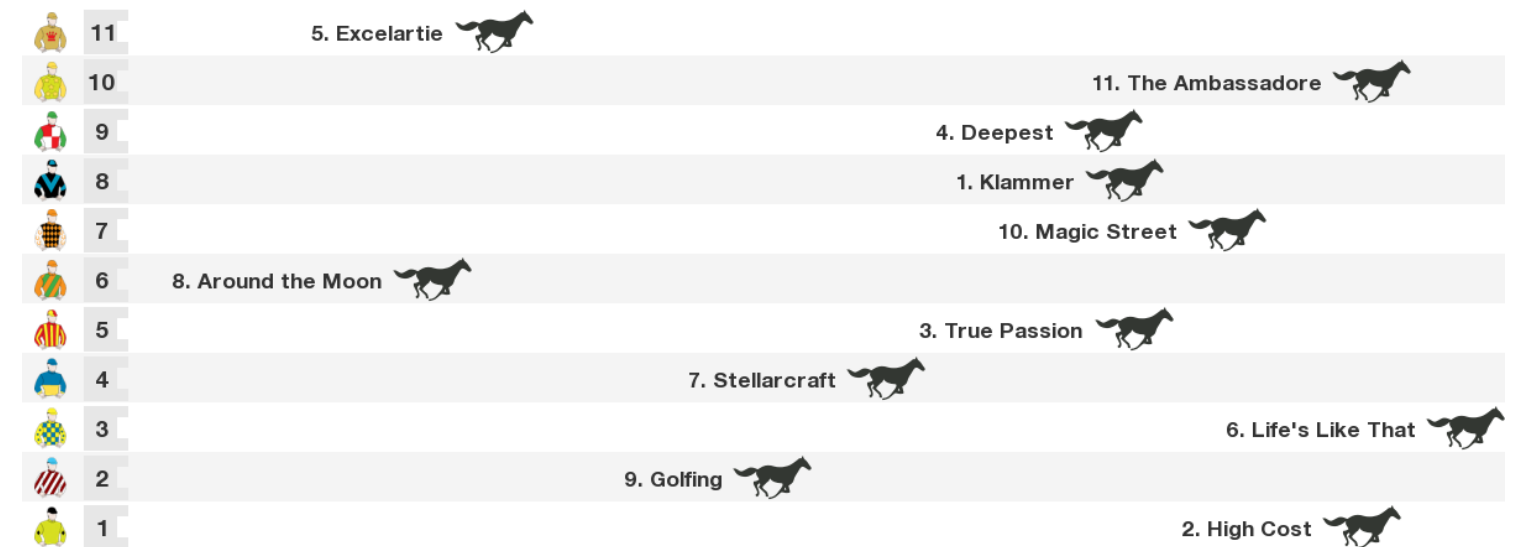 11 5. Excelartie
10 11. The Ambassadore
9 4. Deepest
8 1. Klammer
7 10. Magic Street
6 8. Around the Moon
5 3. True Passion
4 7. Stellarcraft
3 6. Life's Like That
2 9. Golfing
1 2. High Cost